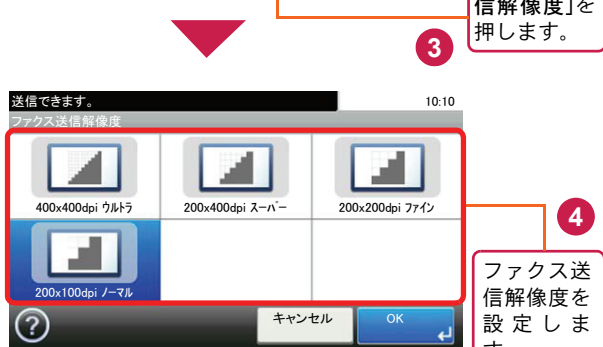 信解像度]を
押します。
3
送信できます。
10:10
ファクス送信解像度
400x400dpi ウルトラ
200x400dpi スーパー
200x200dpi ファイン
200x100dpi ノーマル
4
ファクス送
信解像度を
設定しま
す。
?
キャンセル
OK